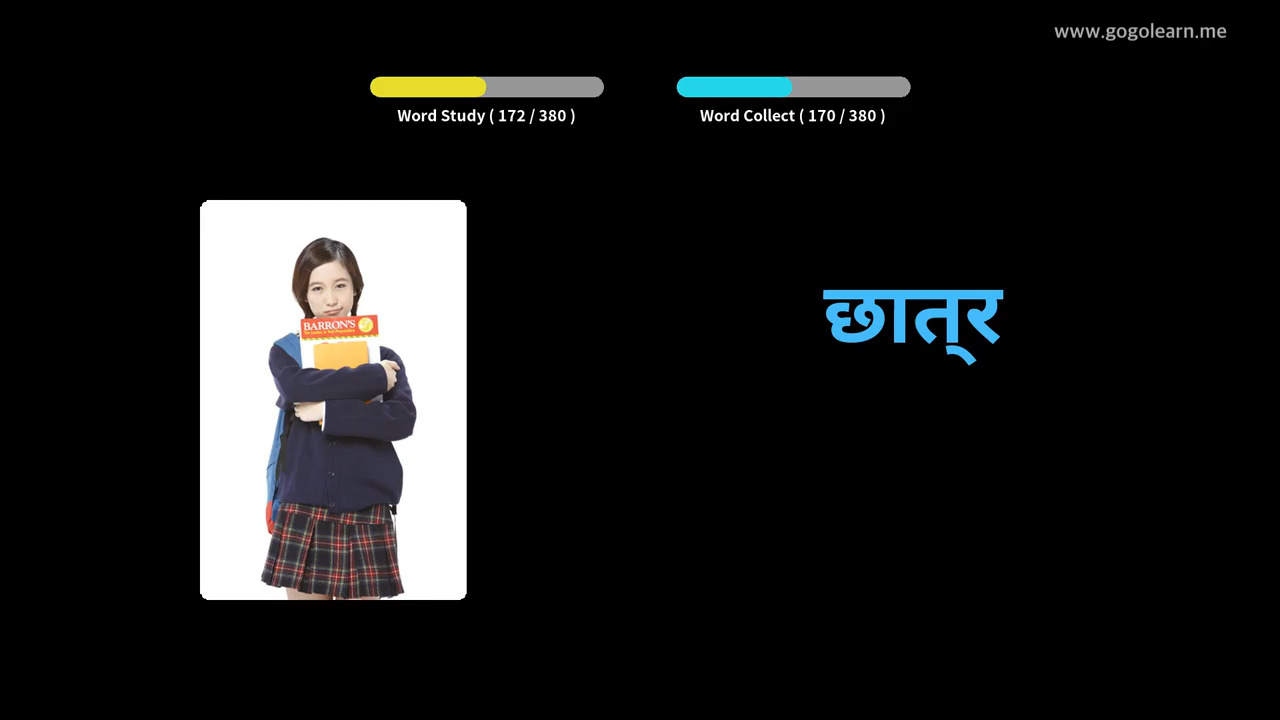 www.gogolearn.me
Word Study ( 172 / 380 )
Word Collect ( 170 / 380 )
BARRON'S
छात्‌र